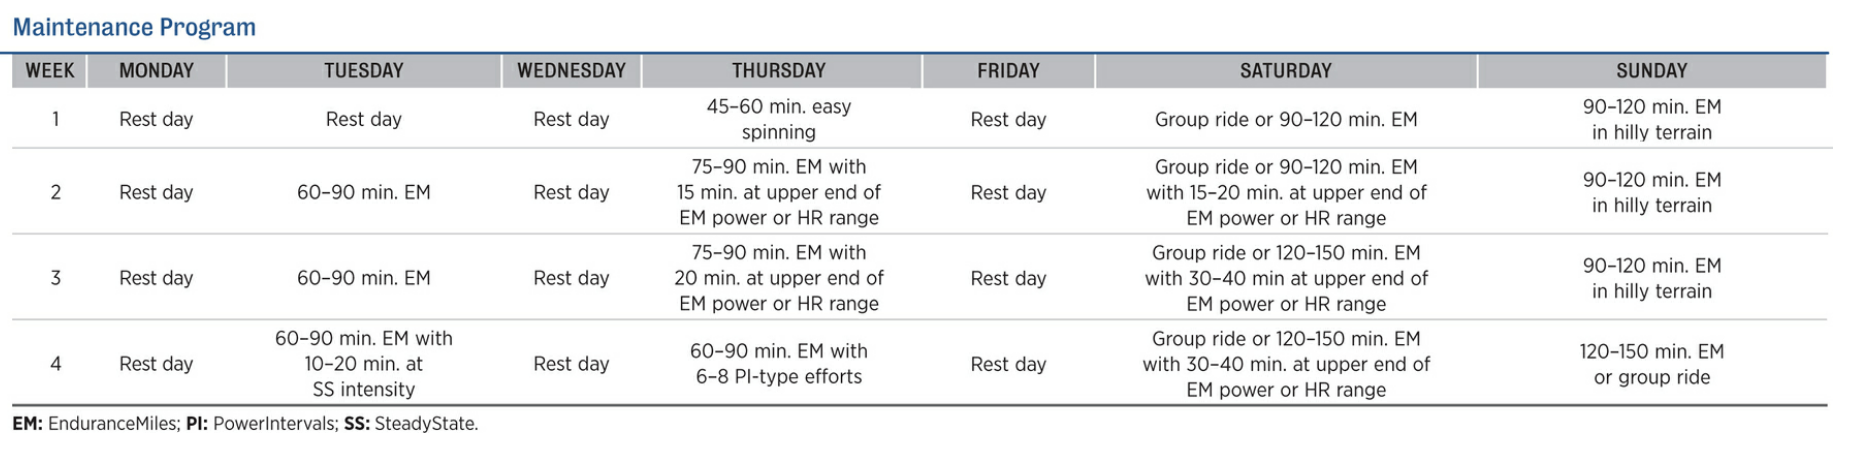 Maintenance Program
WEEK MONDAY TUESDAY WEDNESDAY THURSDAY FRIDAY SATURDAY SUNDAY
1 Rest day Rest day Rest day 45–60 min. easy spinning Rest day Group ride or 90–120 min. EM 90–120 min. EM in hilly terrain
2 Rest day 60–90 min. EM Rest day 75–90 min. EM with 15 min. at upper end of EM power or HR range Rest day Group ride or 90–120 min. EM with 15–20 min. at upper end of EM power or HR range 90–120 min. EM in hilly terrain
3 Rest day 60–90 min. EM Rest day 75–90 min. EM with 20 min. at upper end of EM power or HR range Rest day Group ride or 120–150 min. EM with 30–40 min at upper end of EM power or HR range 90–120 min. EM in hilly terrain
4 Rest day 60–90 min. EM with 10–20 min. at SS intensity Rest day 60–90 min. EM with 6–8 PI-type efforts Rest day Group ride or 120–150 min. EM with 30–40 min. at upper end of EM power or HR range 120–150 min. EM or group ride
EM: EnduranceMiles; PI: PowerIntervals; SS: SteadyState.